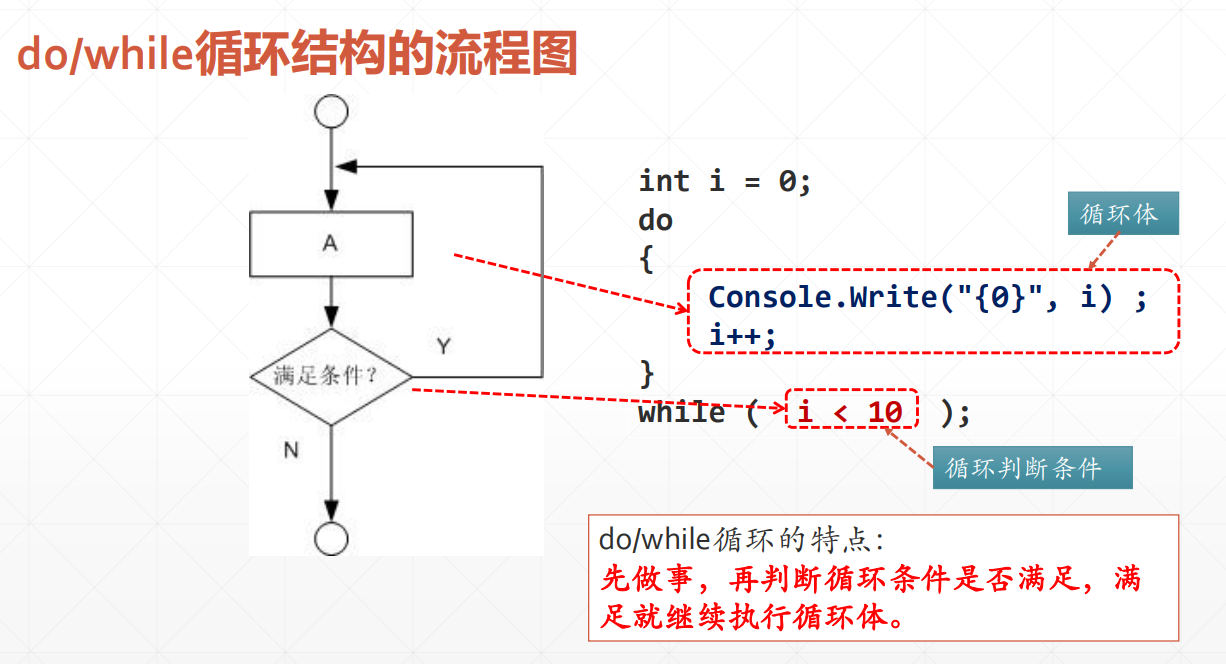 do/while循环结构的流程图
A
满足条件?
Y
N
int i = 0;
do
{
Console.Write("{0}", i) ;
i++;
}
while ( i < 10 );
循环体
循环判断条件
do/while循环的特点：
先做事，再判断循环条件是否满足，满
足就继续执行循环体。